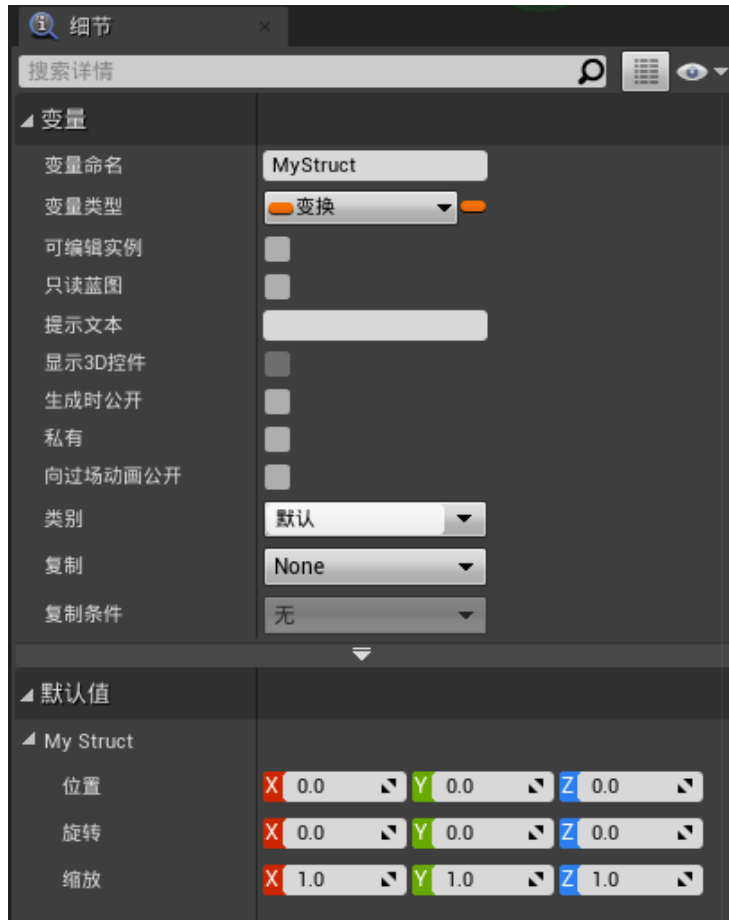 细节
搜索详情
变量
变量命名 MyStruct
变量类型 变换
可编辑实例
只读蓝图
提示文本
显示3D控件
生成时公开
私有
向过场动画公开
类别 默认
复制 None
复制条件 无
默认值
My Struct
位置 X 0.0 Y 0.0 Z 0.0
旋转 X 0.0 Y 0.0 Z 0.0
缩放 X 1.0 Y 1.0 Z 1.0